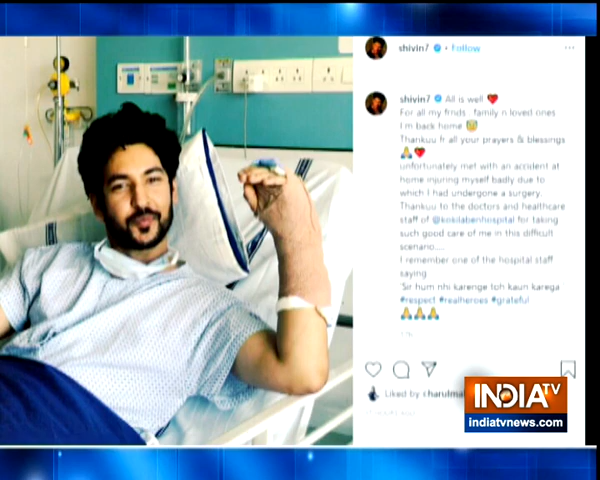 shivin7 • Follow
shivin7 All is well ❤️
For all my frnds . family n loved ones
I m back home 😇
Thankuu fr all your prayers & blessings
🙏❤️
unfortunately met with an accident at
home injuring myself badly due to
which I had undergone a surgery.
Thankuu to the doctors and healthcare
staff of @kokilabenhospital for taking
such good care of me in this difficult
scenario....
I remember one of the hospital staff
saying
'Sir hum nhi karenge toh kaun karega '
#respect #realheroes #grateful
🙏🙏🙏
Liked by
INDIA TV
indiatvnews.com